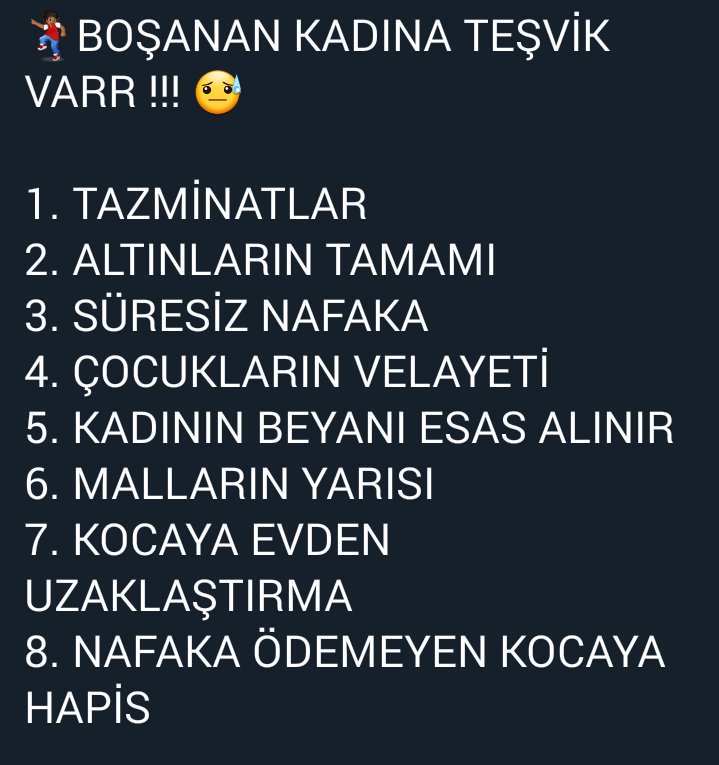 BOŞANAN KADINA TEŞVİK
VARR !!!
1. TAZMİNATLAR
2. ALTINLARIN TAMAMI
3. SÜRESİZ NAFAKA
4. ÇOCUKLARIN VELAYETİ
5. KADININ BEYANI ESAS ALINIR
6. MALLARIN YARISI
7. KOCAYA EVDEN
UZAKLAŞTIRMA
8. NAFAKA ÖDEMEYEN KOCAYA
HAPİS